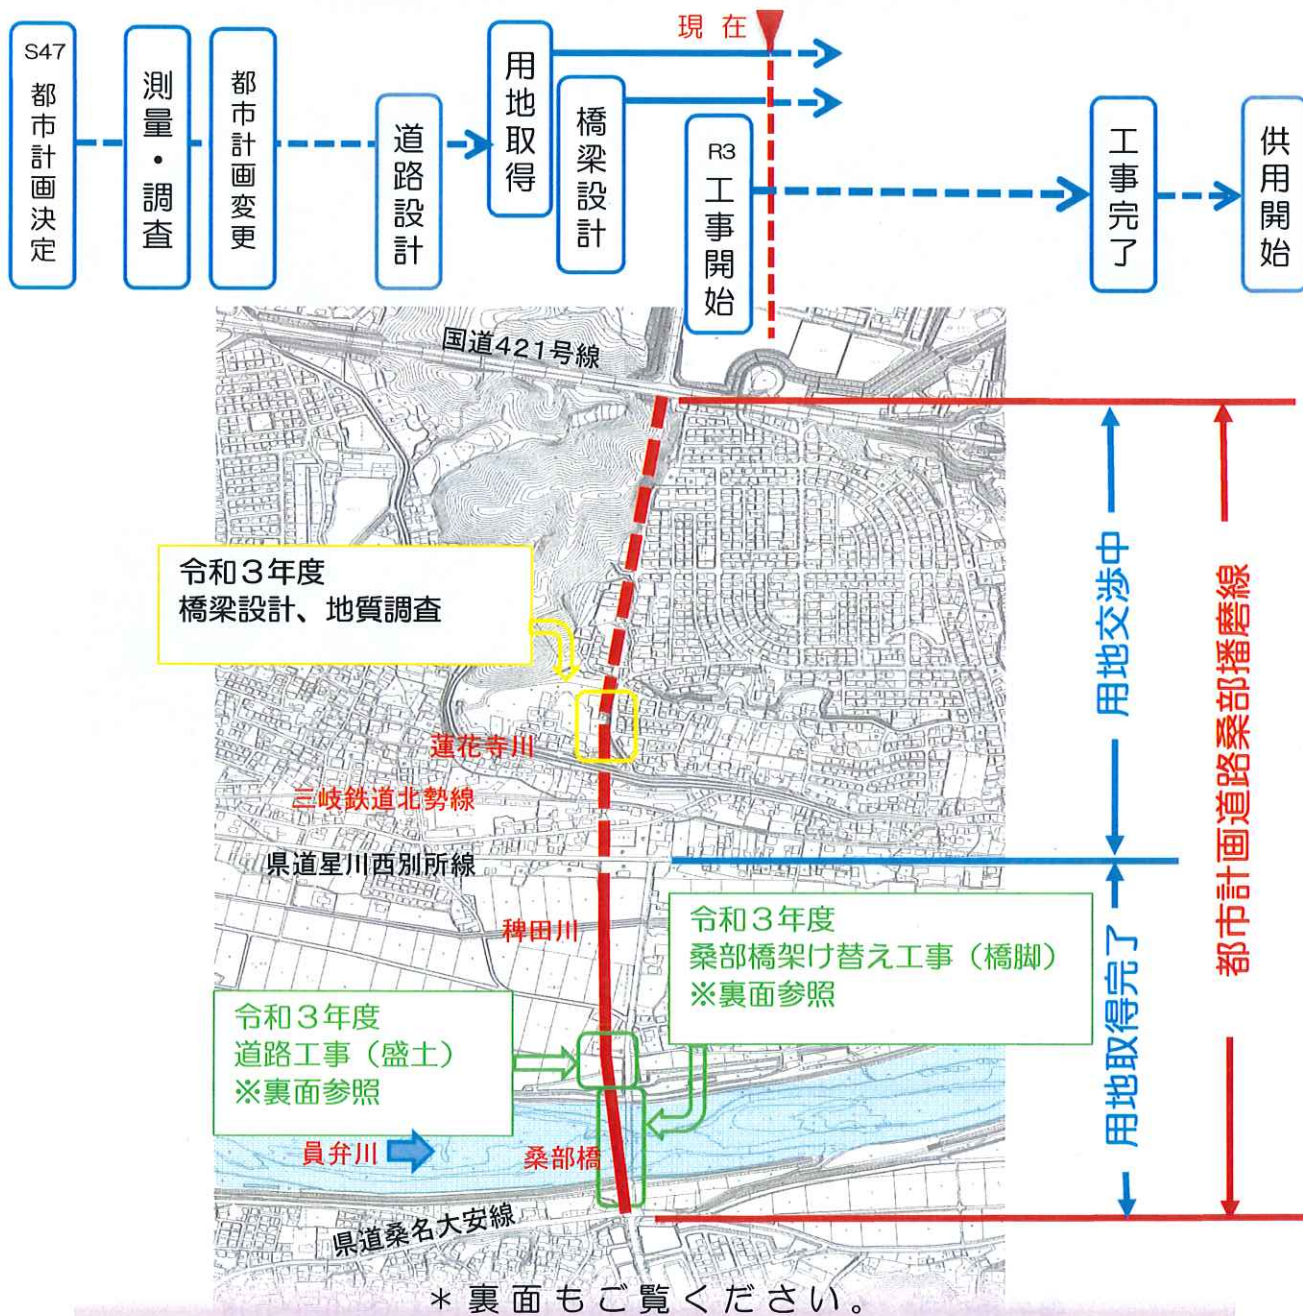 現在
S47
都市計画決定
測量・調査
都市計画変更
道路設計
用地取得
橋梁設計
R3
工事開始
工事完了
供用開始
国道421号線
令和3年度
橋梁設計、地質調査
蓮花寺川
三岐鉄道北勢線
県道星川西別所線
稗田川
令和3年度
桑部橋架け替え工事（橋脚）
※裏面参照
令和3年度
道路工事（盛土）
※裏面参照
員弁川
桑部橋
県道桑名大安線
用地交渉中
用地取得完了
都市計画道路桑部播磨線
＊裏面もご覧ください。